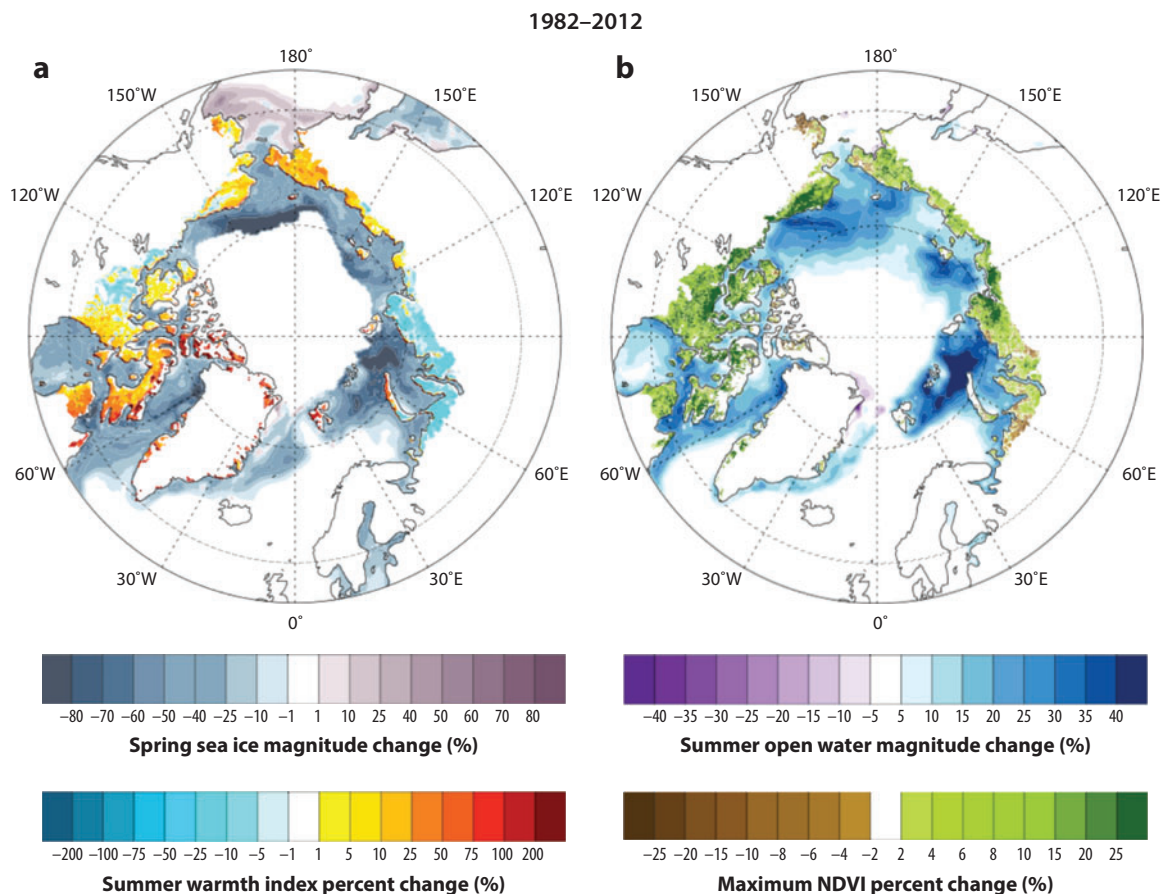 1982–2012
a
180˚
150˚W
150˚E
120˚W
120˚E
60˚W
60˚E
30˚W
30˚E
0˚
b
180˚
150˚W
150˚E
120˚W
120˚E
60˚W
60˚E
30˚W
30˚E
0˚
−80 −70 −60 −50 −40 −25 −10 −1 1 10 25 40 50 60 70 80
Spring sea ice magnitude change (%)
−40 −35 −30 −25 −20 −15 −10 −5 5 10 15 20 25 30 35 40
Summer open water magnitude change (%)
−200 −100 −75 −50 −25 −10 −5 −1 1 5 10 25 50 75 100 200
Summer warmth index percent change (%)
−25 −20 −15 −10 −8 −6 −4 −2 2 4 6 8 10 15 20 25
Maximum NDVI percent change (%)